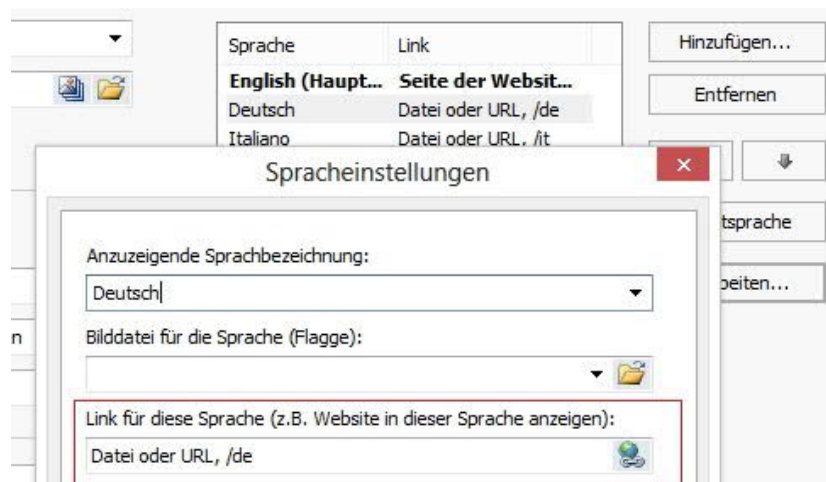 Sprache Link
English (Haupt... Seite der Websit...
Deutsch Datei oder URL, /de
Italiano Datei oder URL, /it
Hinzufügen...
Entfernen
tsprache
beiten...
n
Spracheinstellungen
Anzuzeigende Sprachbezeichnung:
Deutsch
Bilddatei für die Sprache (Flagge):
Link für diese Sprache (z.B. Website in dieser Sprache anzeigen):
Datei oder URL, /de